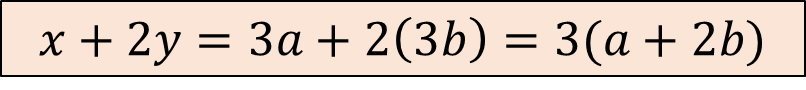 x + 2y = 3a + 2(3b) = 3(a + 2b)